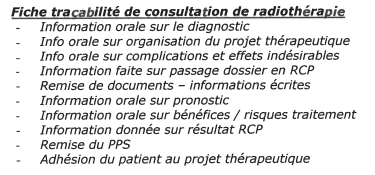 Fiche traçabilité de consultation de radiothérapie
- Information orale sur le diagnostic
- Info orale sur organisation du projet thérapeutique
- Info orale sur complications et effets indésirables
- Information faite sur passage dossier en RCP
- Remise de documents – informations écrites
- Information orale sur pronostic
- Information orale sur bénéfices / risques traitement
- Information donnée sur résultat RCP
- Remise du PPS
- Adhésion du patient au projet thérapeutique